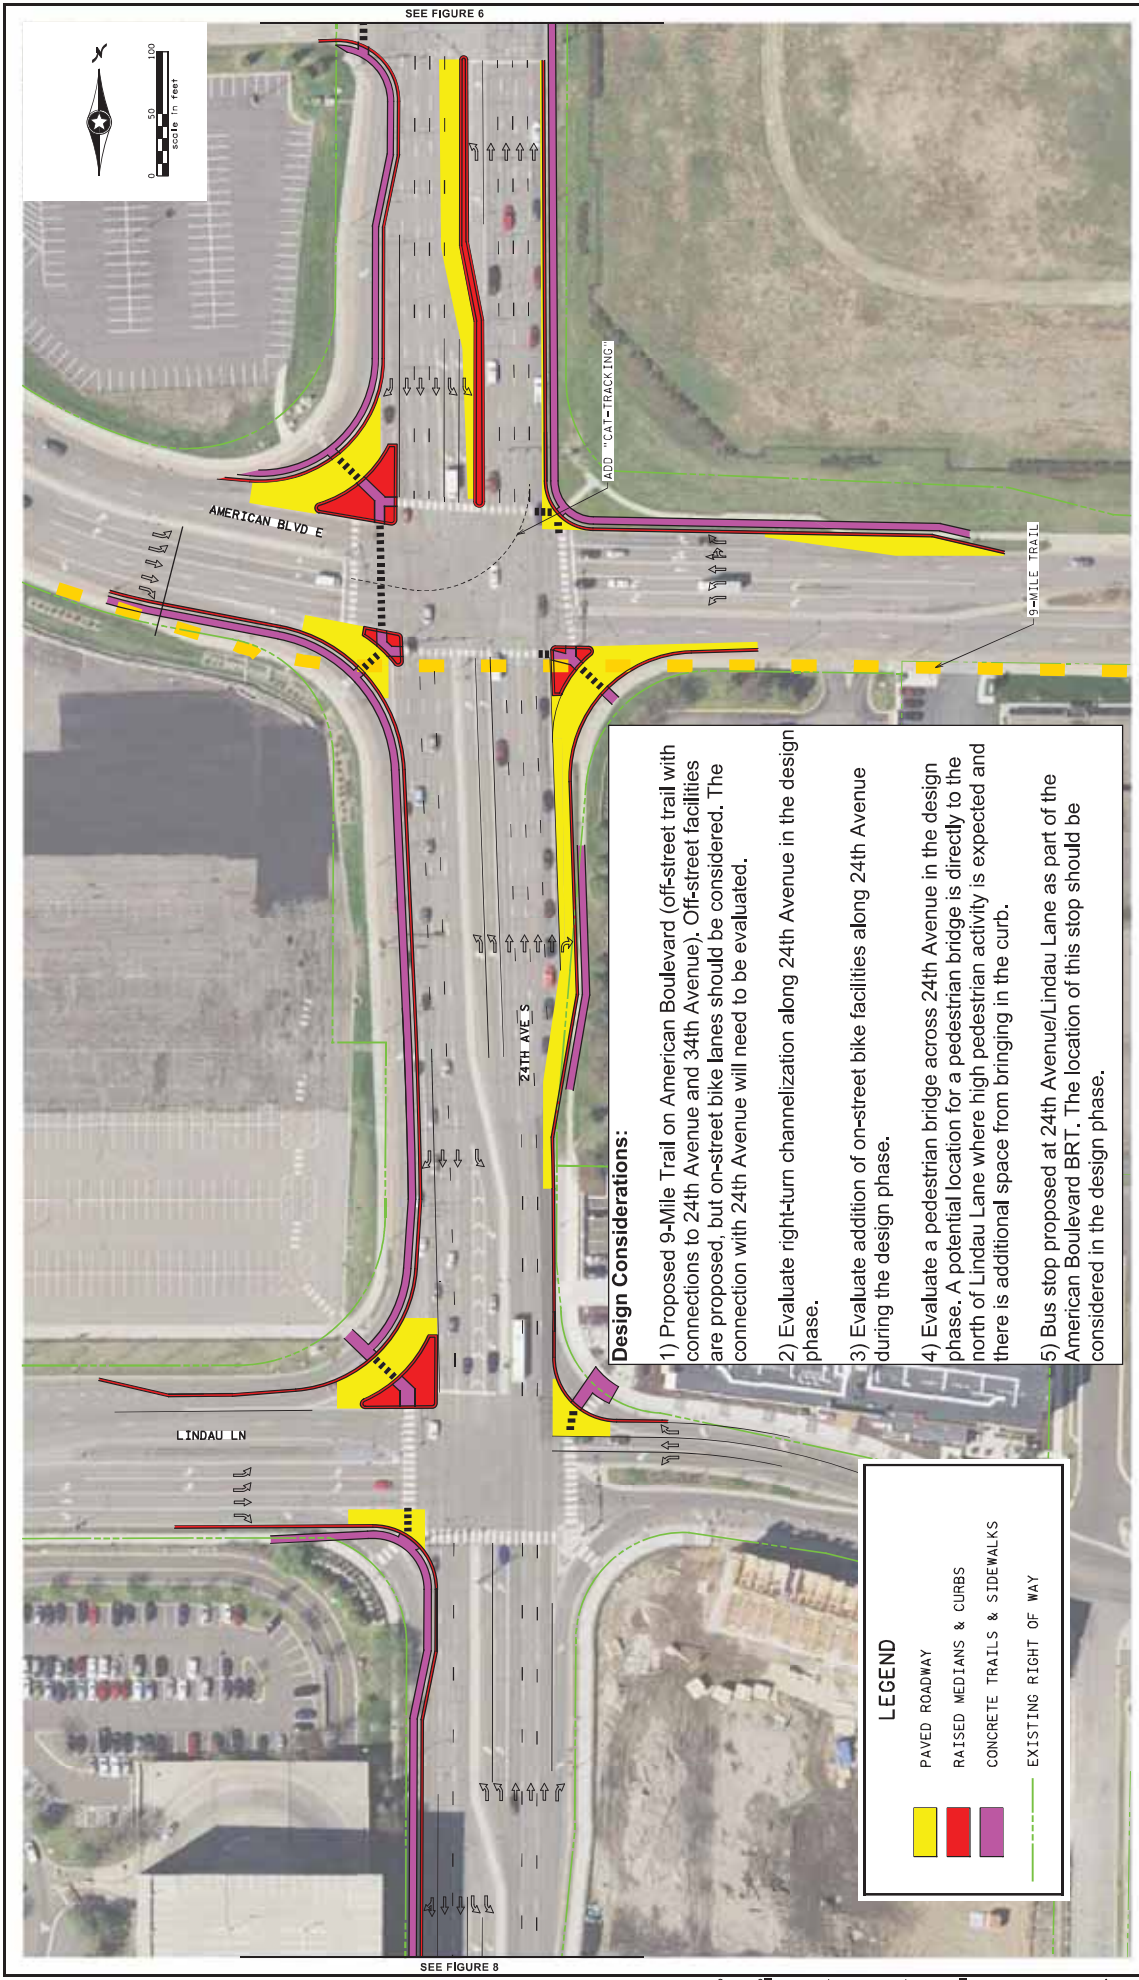 SEE FIGURE 6
N
0 50 100
scale in feet
AMERICAN BLVD E
ADD "CAT-TRACKING"
9-MILE TRAIL
24TH AVE S
LINDAU LN
Design Considerations:
1) Proposed 9-Mile Trail on American Boulevard (off-street trail with
connections to 24th Avenue and 34th Avenue). Off-street facilities
are proposed, but on-street bike lanes should be considered. The
connection with 24th Avenue will need to be evaluated.
2) Evaluate right-turn channelization along 24th Avenue in the design
phase.
3) Evaluate addition of on-street bike facilities along 24th Avenue
during the design phase.
4) Evaluate a pedestrian bridge across 24th Avenue in the design
phase. A potential location for a pedestrian bridge is directly to the
north of Lindau Lane where high pedestrian activity is expected and
there is additional space from bringing in the curb.
5) Bus stop proposed at 24th Avenue/Lindau Lane as part of the
American Boulevard BRT. The location of this stop should be
considered in the design phase.
LEGEND
PAVED ROADWAY
RAISED MEDIANS & CURBS
CONCRETE TRAILS & SIDEWALKS
EXISTING RIGHT OF WAY
SEE FIGURE 8